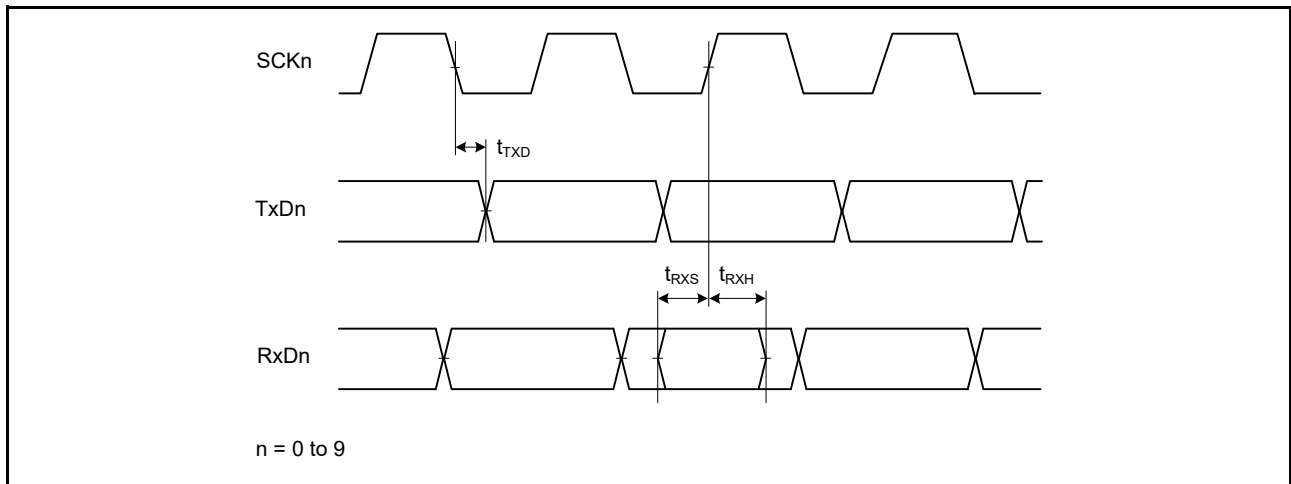 SCKn
tTXD
TxDn
tRXS tRXH
RxDn
n = 0 to 9